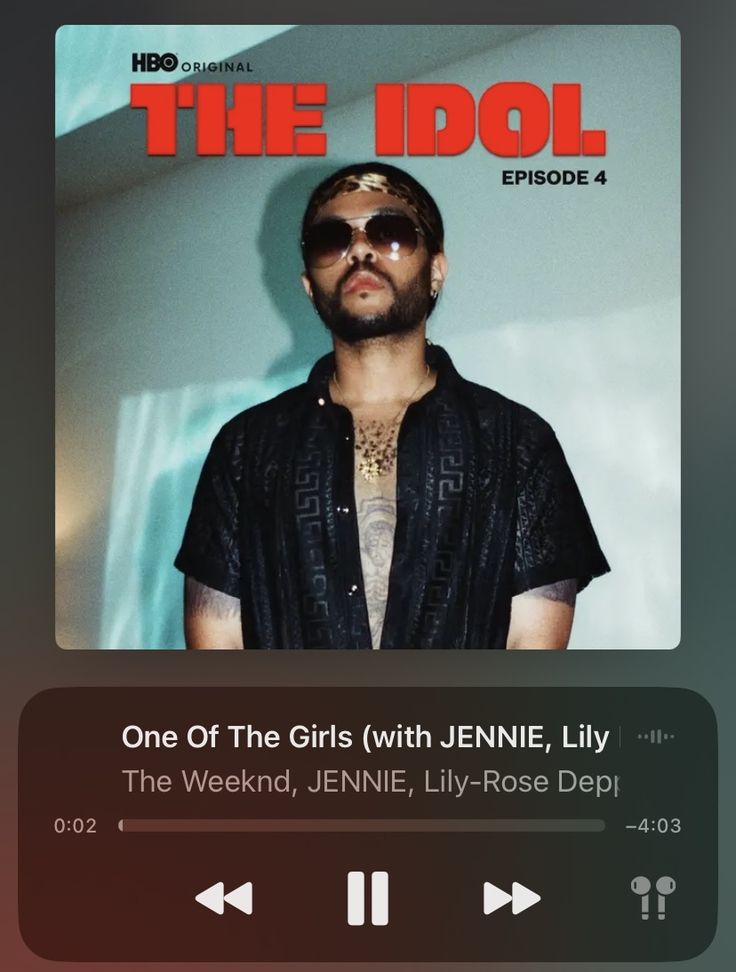 HBO ORIGINAL
THE IDOL
EPISODE 4
One Of The Girls (with JENNIE, Lily
The Weeknd, JENNIE, Lily-Rose Depp
0:02
−4:03